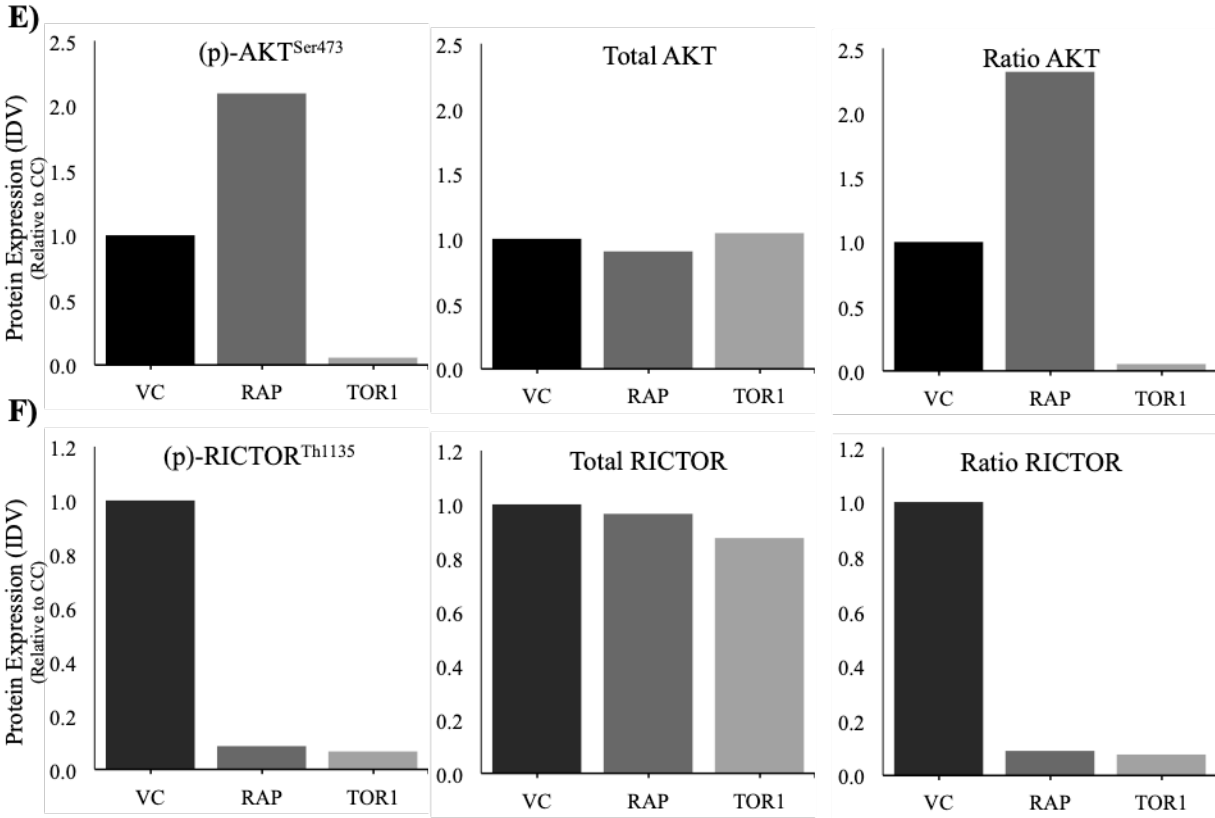 E)
Protein Expression (IDV)
(Relative to CC)
(p)-AKT^Ser473
2.5
2.0
1.5
1.0
0.5
0.0
VC RAP TOR1
Total AKT
2.5
2.0
1.5
1.0
0.5
0.0
VC RAP TOR1
Ratio AKT
2.5
2.0
1.5
1.0
0.5
0.0
VC RAP TOR1
F)
Protein Expression (IDV)
(Relative to CC)
(p)-RICTOR^Th1135
1.2
1.0
0.8
0.6
0.4
0.2
0.0
VC RAP TOR1
Total RICTOR
1.2
1.0
0.8
0.6
0.4
0.2
0.0
VC RAP TOR1
Ratio RICTOR
1.2
1.0
0.8
0.6
0.4
0.2
0.0
VC RAP TOR1